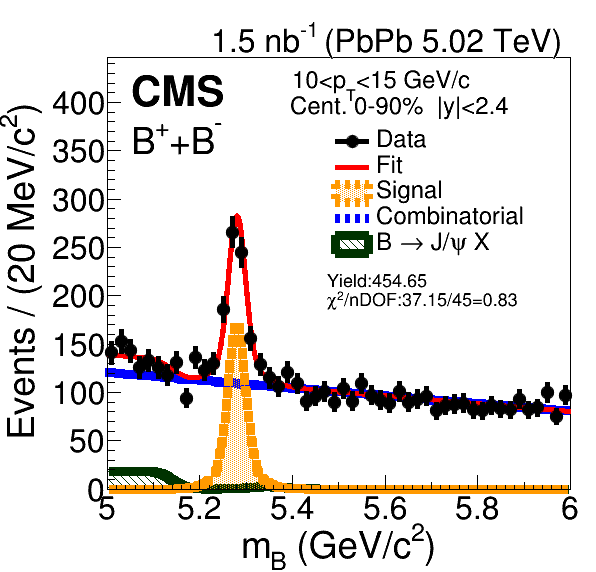 1.5 nb⁻¹ (PbPb 5.02 TeV)
CMS
B⁺+B⁻
10<p_T<15 GeV/c
Cent. 0-90% |y|<2.4
Data
Fit
Signal
Combinatorial
B → J/ψ X
Yield:454.65
χ²/nDOF:37.15/45=0.83
Events / (20 MeV/c²)
400
350
300
250
200
150
100
50
0
5 5.2 5.4 5.6 5.8 6
m_B (GeV/c²)